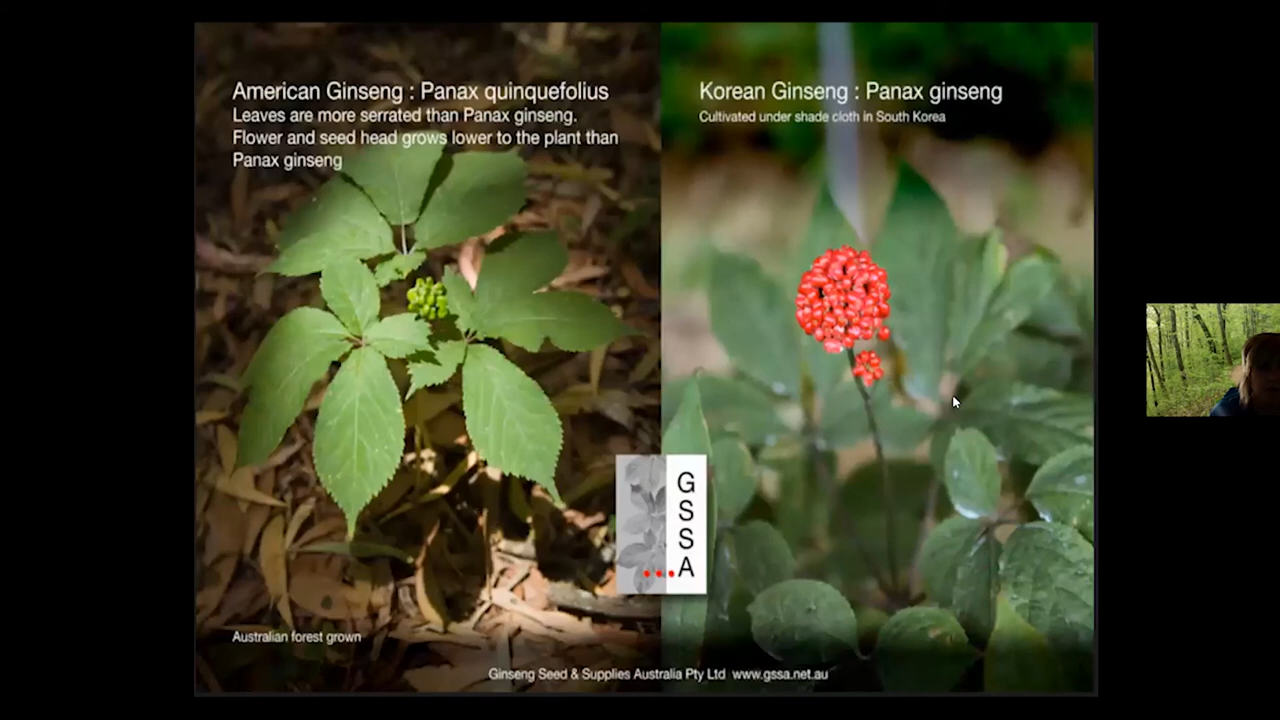 American Ginseng : Panax quinquefolius
Leaves are more serrated than Panax ginseng.
Flower and seed head grows lower to the plant than
Panax ginseng
Korean Ginseng : Panax ginseng
Cultivated under shade cloth in South Korea
G
S
S
A
Australian forest grown
Ginseng Seed & Supplies Australia Pty Ltd www.gssa.net.au